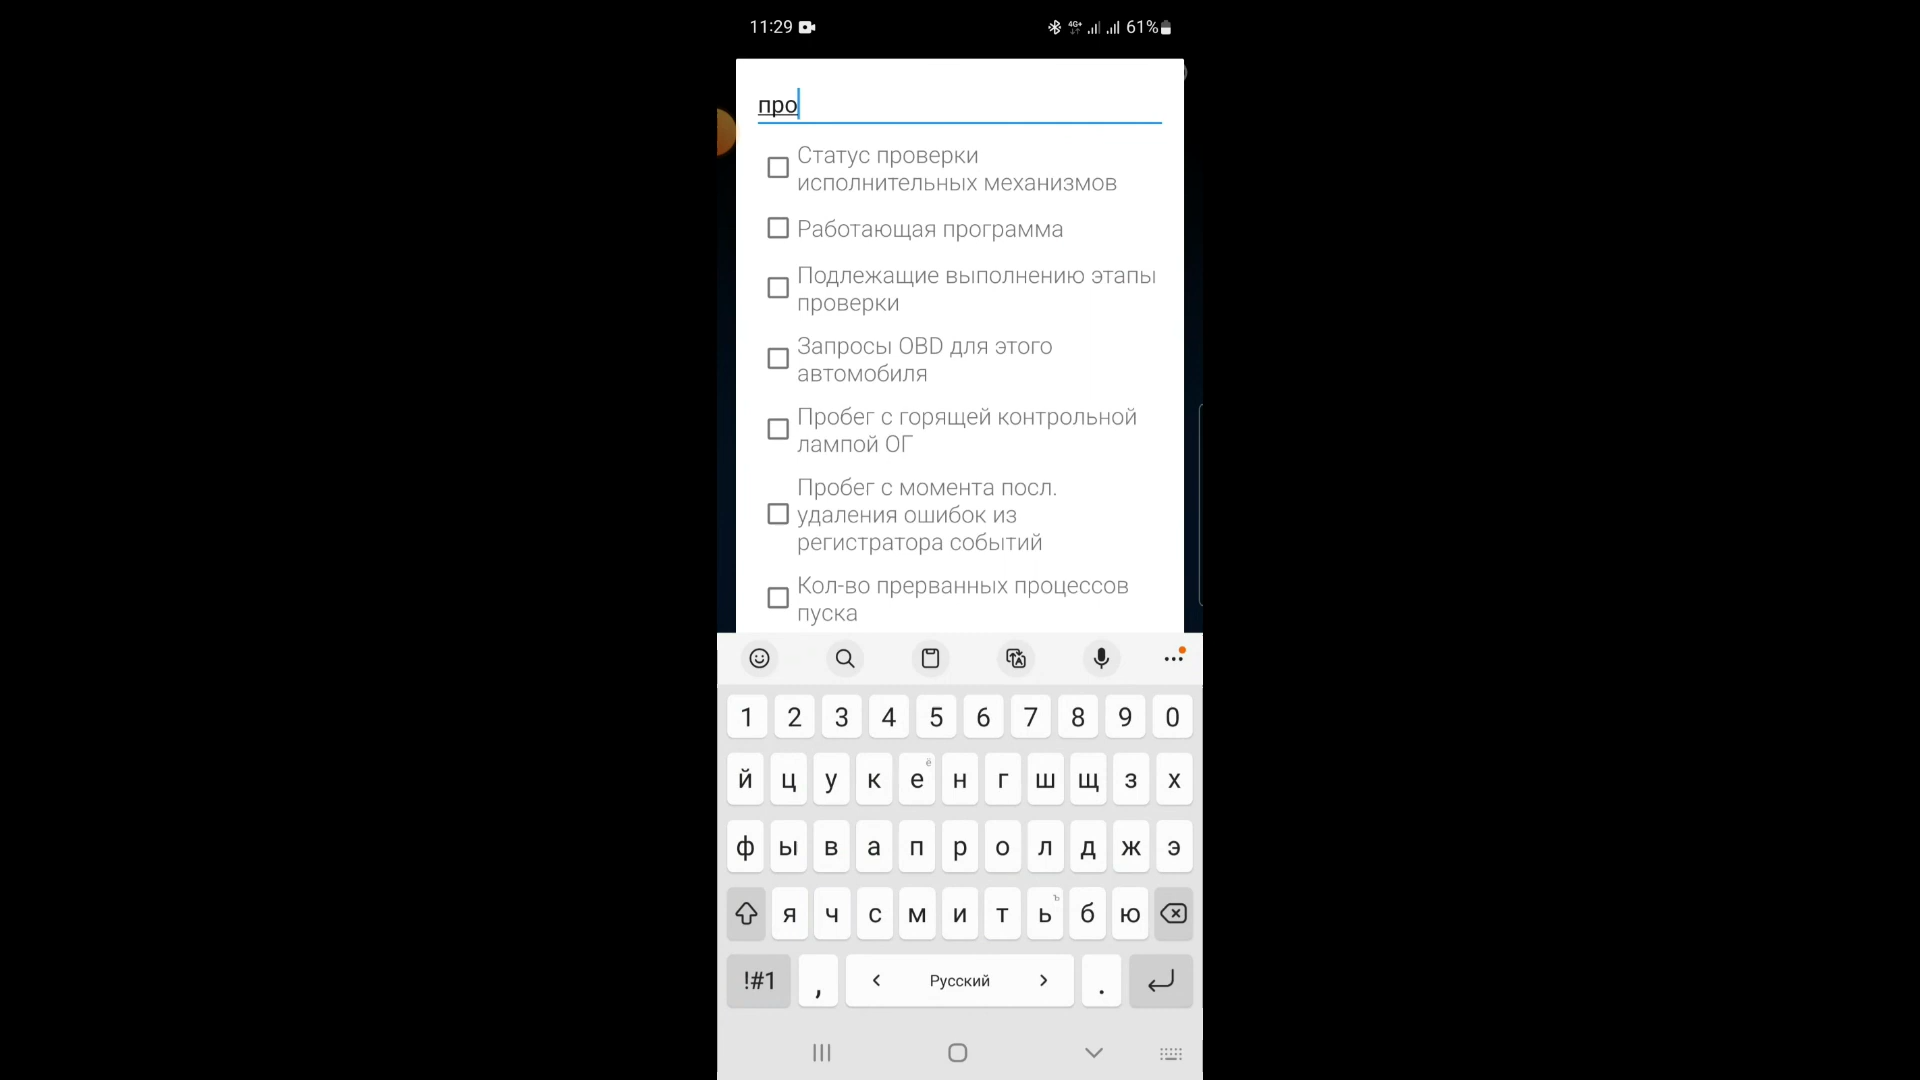 11:29
4G+
61%
про
Статус проверки
исполнительных механизмов
Работающая программа
Подлежащие выполнению этапы
проверки
Запросы OBD для этого
автомобиля
Пробег с горящей контрольной
лампой ОГ
Пробег с момента посл.
удаления ошибок из
регистратора событий
Кол-во прерванных процессов
пуска
1 2 3 4 5 6 7 8 9 0
й ц у к е ё н г ш щ з х
ф ы в а п р о л д ж э
я ч с м и т ь ъ б ю
!#1 , < Русский > .